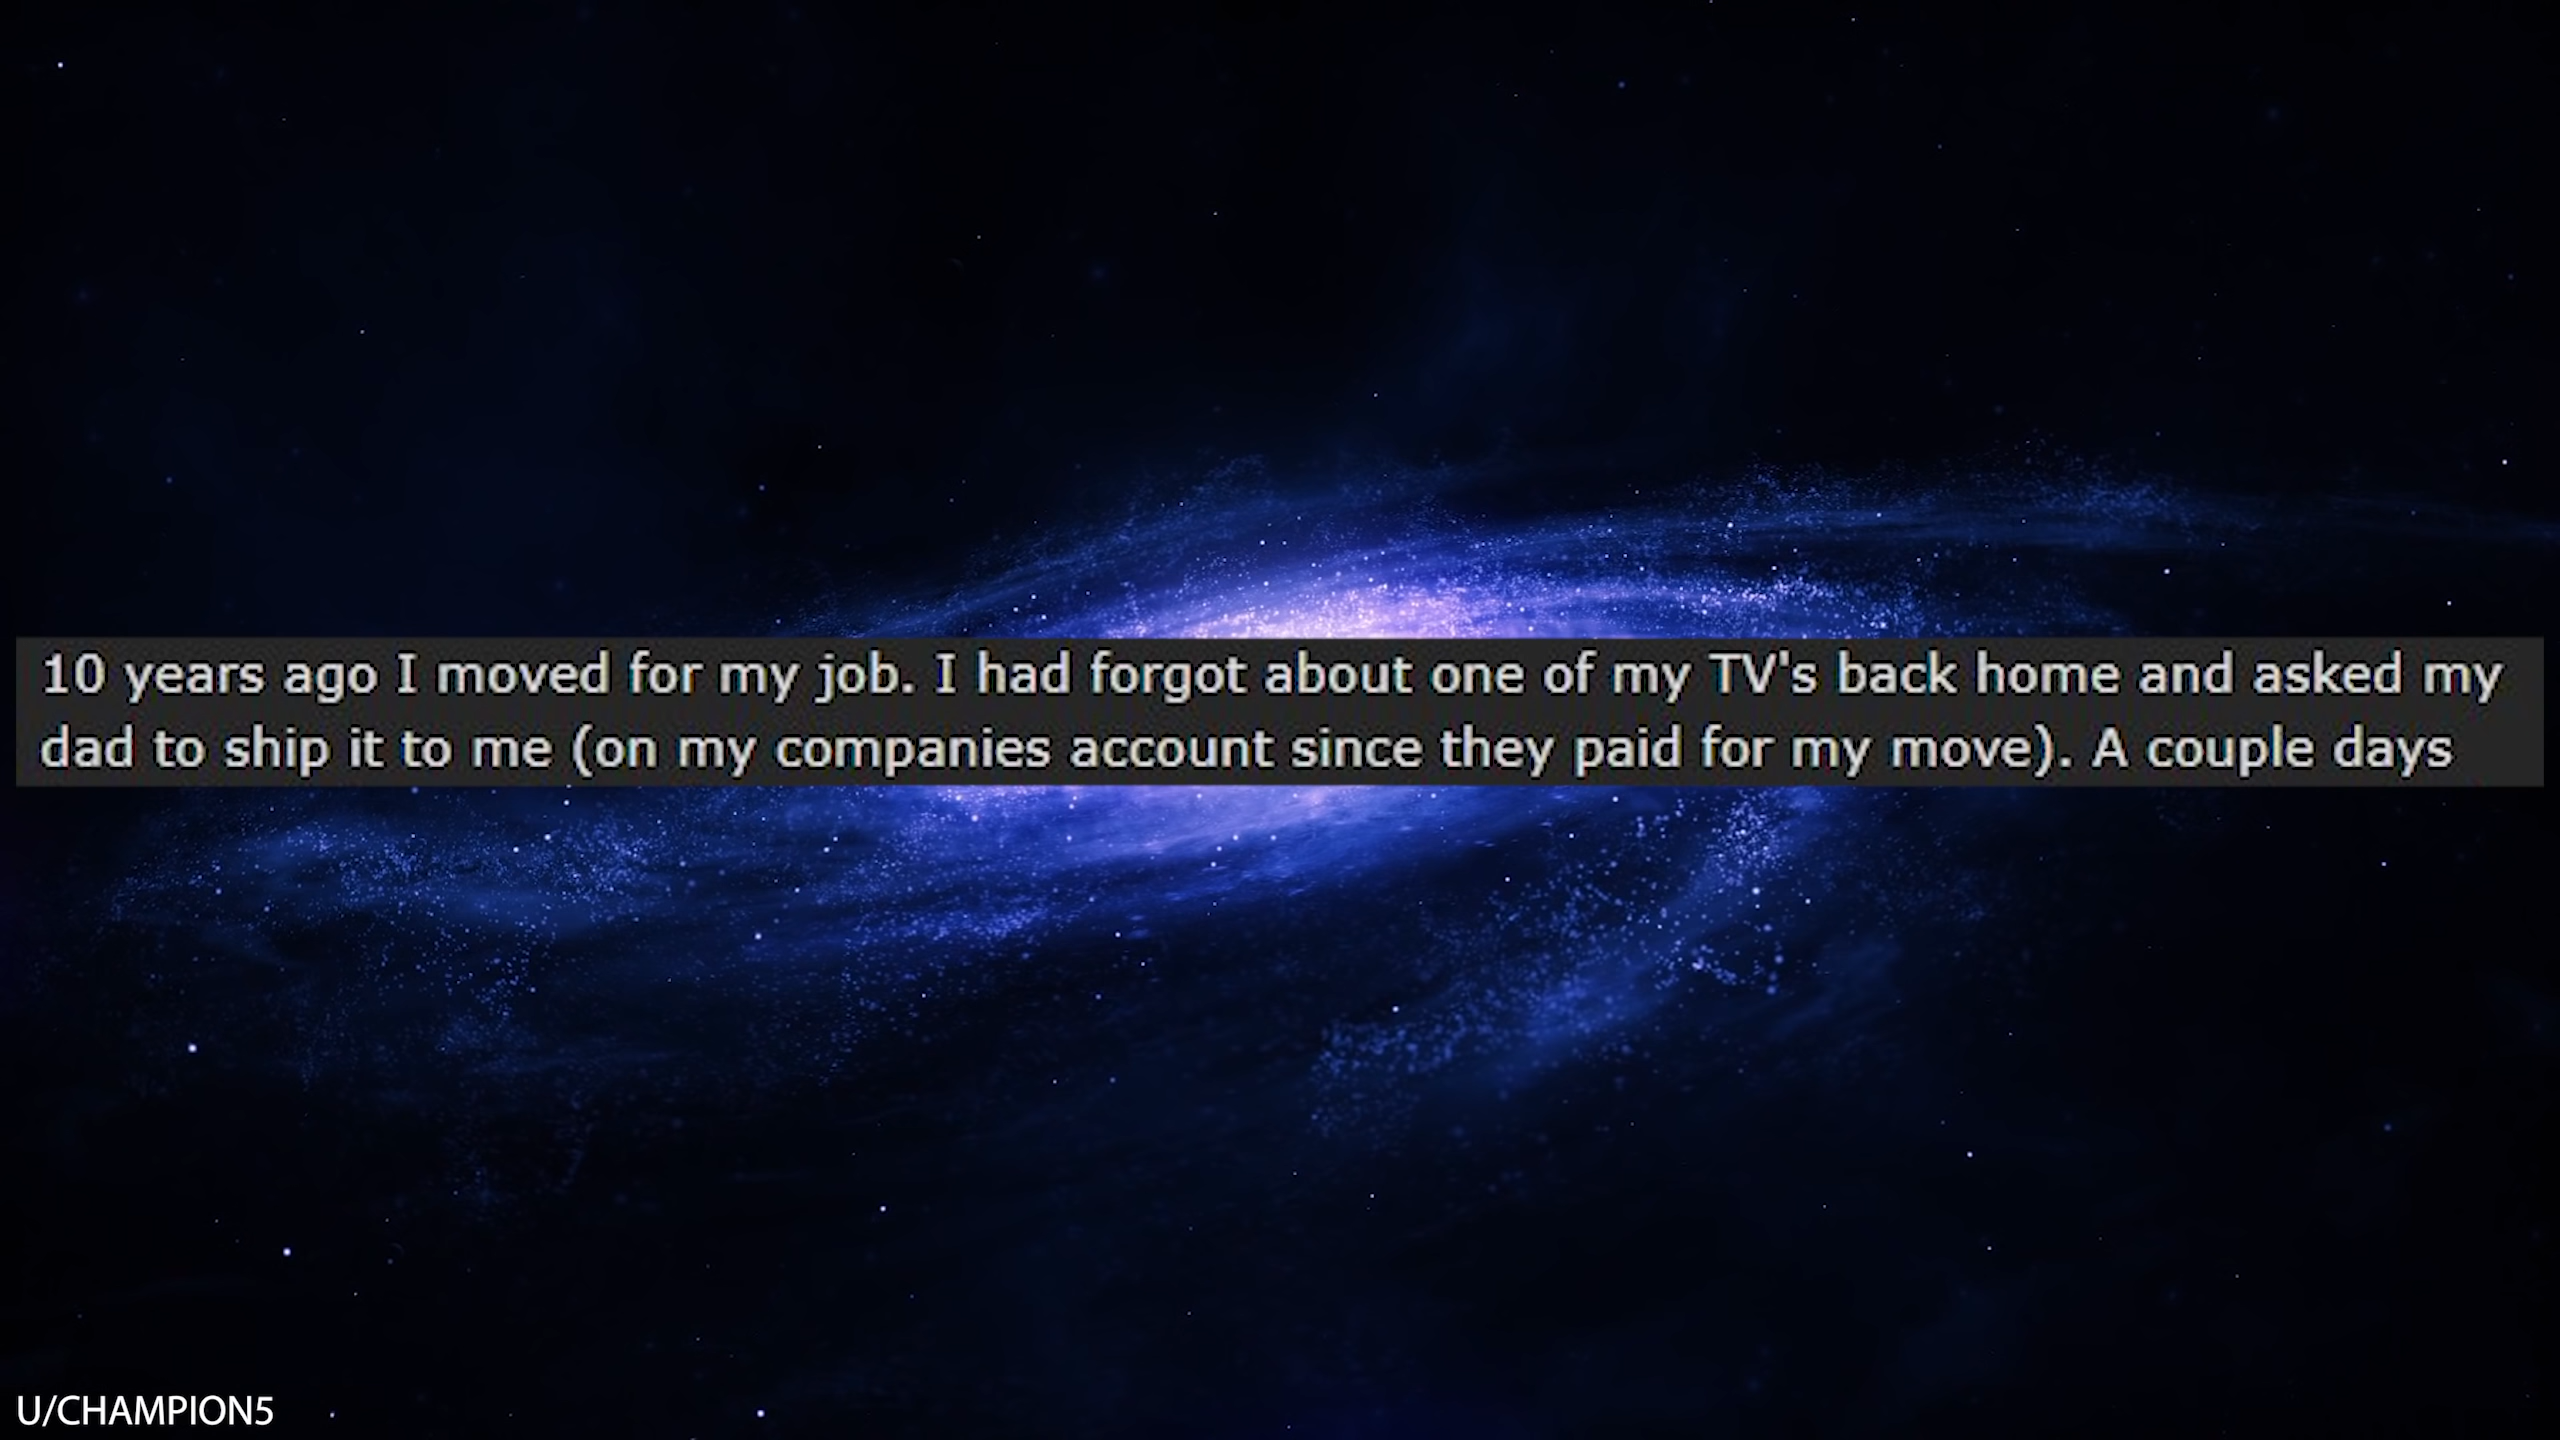 10 years ago I moved for my job. I had forgot about one of my TV's back home and asked my
dad to ship it to me (on my companies account since they paid for my move). A couple days
U/CHAMPION5